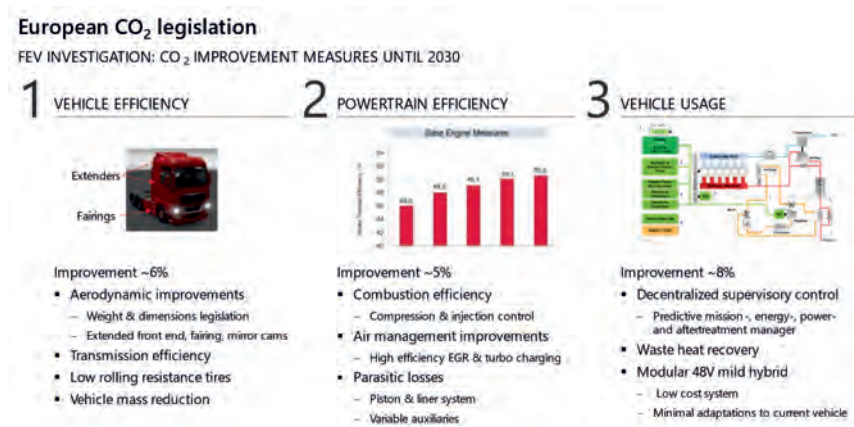 European CO2 legislation
FEV INVESTIGATION: CO2 IMPROVEMENT MEASURES UNTIL 2030
1 VEHICLE EFFICIENCY
Extenders
Fairings
Improvement ~6%
▪ Aerodynamic improvements
– Weight & dimensions legislation
– Extended front end, fairing, mirror cams
▪ Transmission efficiency
▪ Low rolling resistance tires
▪ Vehicle mass reduction
2 POWERTRAIN EFFICIENCY
Base Engine Measures
Improvement ~5%
▪ Combustion efficiency
– Compression & injection control
▪ Air management improvements
– High efficiency EGR & turbo charging
▪ Parasitic losses
– Piston & liner system
– Variable auxiliaries
3 VEHICLE USAGE
Improvement ~8%
▪ Decentralized supervisory control
– Predictive mission -, energy-, power-
and aftertreatment manager
▪ Waste heat recovery
▪ Modular 48V mild hybrid
– Low cost system
– Minimal adaptations to current vehicle